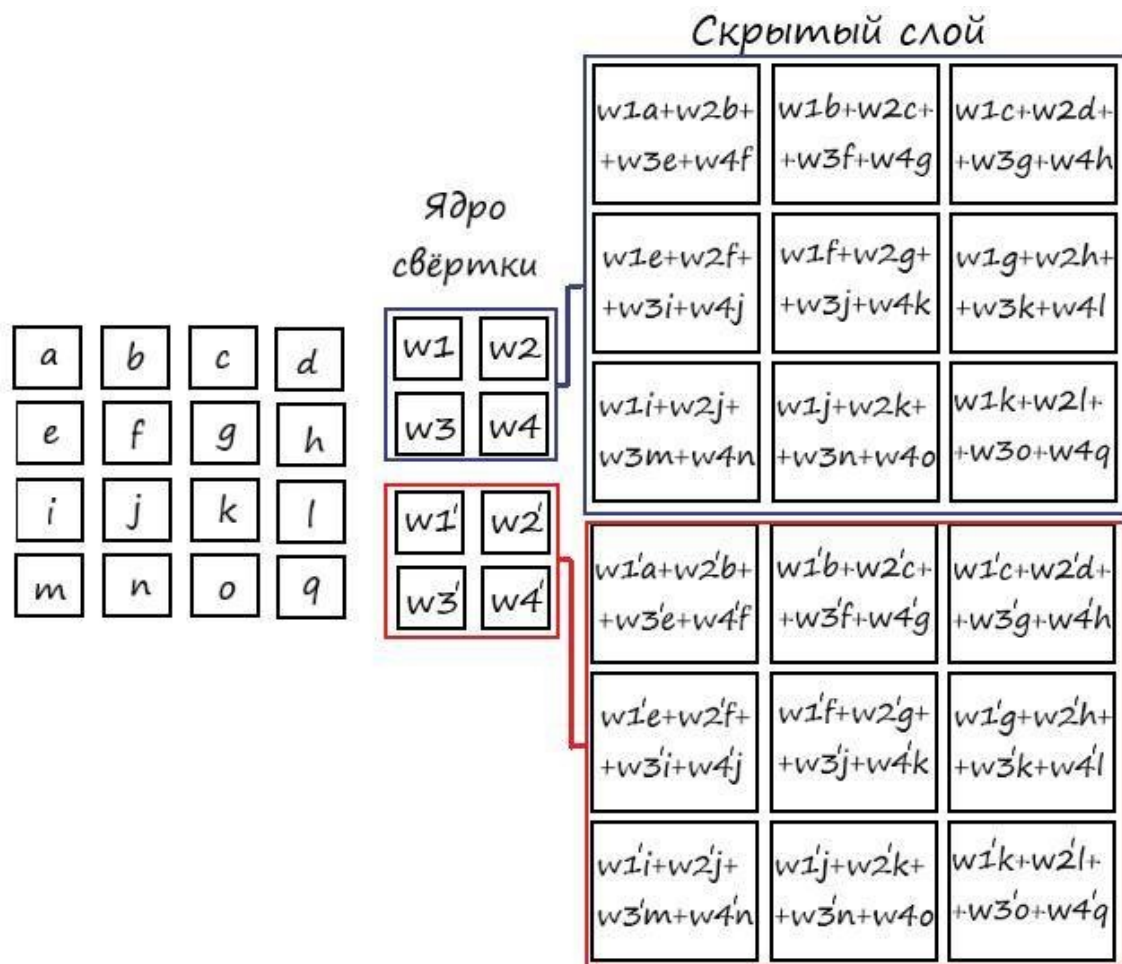 Скрытый слой
w1a+w2b+ w1b+w2c+ w1c+w2d+
+w3e+w4f +w3f+w4g +w3g+w4h
Ядро
свёртки
w1e+w2f+ w1f+w2g+ w1g+w2h+
+w3i+w4j +w3j+w4k +w3k+w4l
a b c d
w1 w2
e f g h
w3 w4
w1i+w2j+ w1j+w2k+ w1k+w2l+
w3m+w4n +w3n+w4o +w3o+w4q
i j k l
w1' w2'
m n o q
w3' w4'
w1'a+w2'b+ w1'b+w2'c+ w1'c+w2'd+
+w3'e+w4'f +w3'f+w4'g +w3'g+w4'h
w1'e+w2'f+ w1'f+w2'g+ w1'g+w2'h+
+w3'i+w4'j +w3'j+w4'k +w3'k+w4'l
w1'i+w2'j+ w1'j+w2'k+ w1'k+w2'l+
w3'm+w4'n +w3'n+w4o +w3'o+w4'q